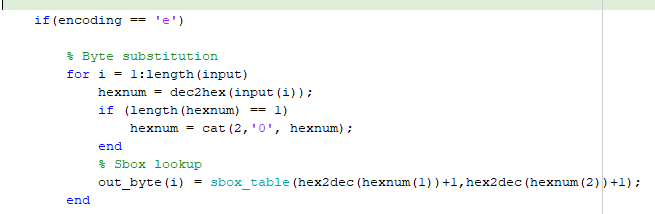 if(encoding == 'e')
% Byte substitution
for i = 1:length(input)
hexnum = dec2hex(input(i));
if (length(hexnum) == 1)
hexnum = cat(2,'0', hexnum);
end
% Sbox lookup
out_byte(i) = sbox_table(hex2dec(hexnum(1))+1,hex2dec(hexnum(2))+1);
end